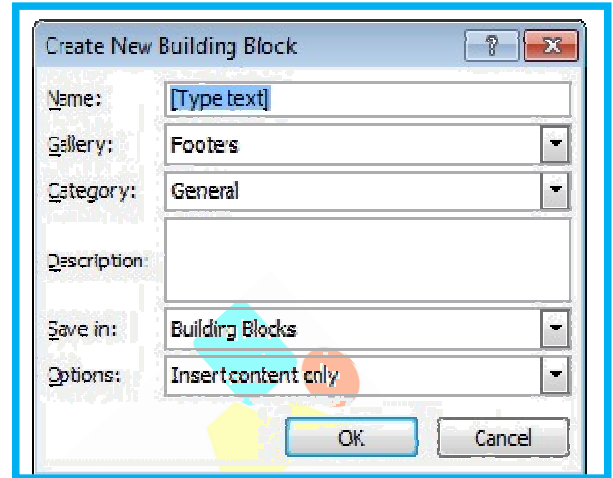 Create New Building Block
Name: [Type text]
Gallery: Footers
Category: General
Description:
Save in: Building Blocks
Options: Insert content only
OK Cancel